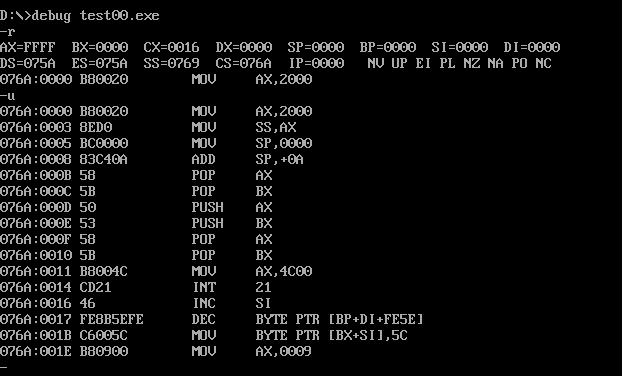 D:\>debug test00.exe
-r
AX=FFFF  BX=0000  CX=0016  DX=0000  SP=0000  BP=0000  SI=0000  DI=0000
DS=075A  ES=075A  SS=0769  CS=076A  IP=0000   NV UP EI PL NZ NA PO NC
076A:0000 B80020        MOV     AX,2000
-u
076A:0000 B80020        MOV     AX,2000
076A:0003 8ED0          MOV     SS,AX
076A:0005 BC0000        MOV     SP,0000
076A:0008 83C40A        ADD     SP,+0A
076A:000B 58            POP     AX
076A:000C 5B            POP     BX
076A:000D 50            PUSH    AX
076A:000E 53            PUSH    BX
076A:000F 58            POP     AX
076A:0010 5B            POP     BX
076A:0011 B8004C        MOV     AX,4C00
076A:0014 CD21          INT     21
076A:0016 46            INC     SI
076A:0017 FE8B5EFE      DEC     BYTE PTR [BP+DI+FE5E]
076A:001B C6005C        MOV     BYTE PTR [BX+SI],5C
076A:001E B80900        MOV     AX,0009
-